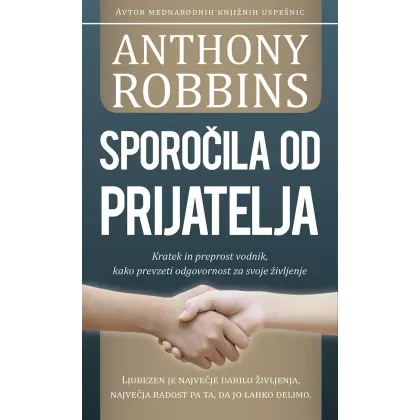 AVTOR MEDNARODNIH KNJIŽNIH USPEŠNIC
ANTHONY
ROBBINS
SPOROČILA OD
PRIJATELJA
Kratek in preprost vodnik,
kako prevzeti odgovornost za svoje življenje
LJUBEZEN JE NAJVEČJE DARILO ŽIVLJENJA,
NAJVEČJA RADOST PA TA, DA JO LAHKO DELIMO.